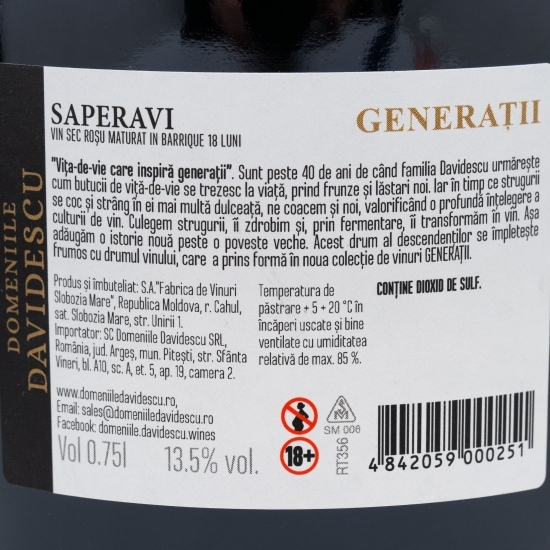 DOMENIILE
DAVIDESCU
SAPERAVI
VIN SEC ROȘU MATURAT IN BARRIQUE 18 LUNI
GENERAȚII
"Vița-de-vie care inspiră generații". Sunt peste 40 de ani de când familia Davidescu urmărește
cum butucii de viță-de-vie se trezesc la viață, prind frunze și lăstari noi. Iar în timp ce strugurii
se coc și strâng în ei mai multă dulceață, ne coacem și noi, valorificând o profundă înțelegere a
culturii de vin. Culegem strugurii, îi zdrobim și, prin fermentare, îi transformăm în vin. Așa
adăugăm o istorie nouă peste o poveste veche. Acest drum al descendenților se împletește
frumos cu drumul vinului, care a prins formă în noua colecție de vinuri GENERAȚII.
Produs și îmbuteliat: S.A."Fabrica de Vinuri
Slobozia Mare", Republica Moldova, r. Cahul,
sat. Slobozia Mare, str. Unirii 1.
Importator: SC Domeniile Davidescu SRL,
România, jud. Argeș, mun. Pitești, str. Sfânta
Vineri, bl. A10, sc. A, et. 5, ap. 19, camera 2.
Temperatura de
păstrare + 5 + 20 °C în
încăperi uscate și bine
ventilate cu umiditatea
relativă de max. 85 %.
CONȚINE DIOXID DE SULF.
www.domeniiledavidescu.ro
Email: sales@domeniiledavidescu.ro
Facebook: domeniile.davidescu.wines
Vol 0.75l
13.5% vol.
18+
SM 006
RT356
4 842059 000251